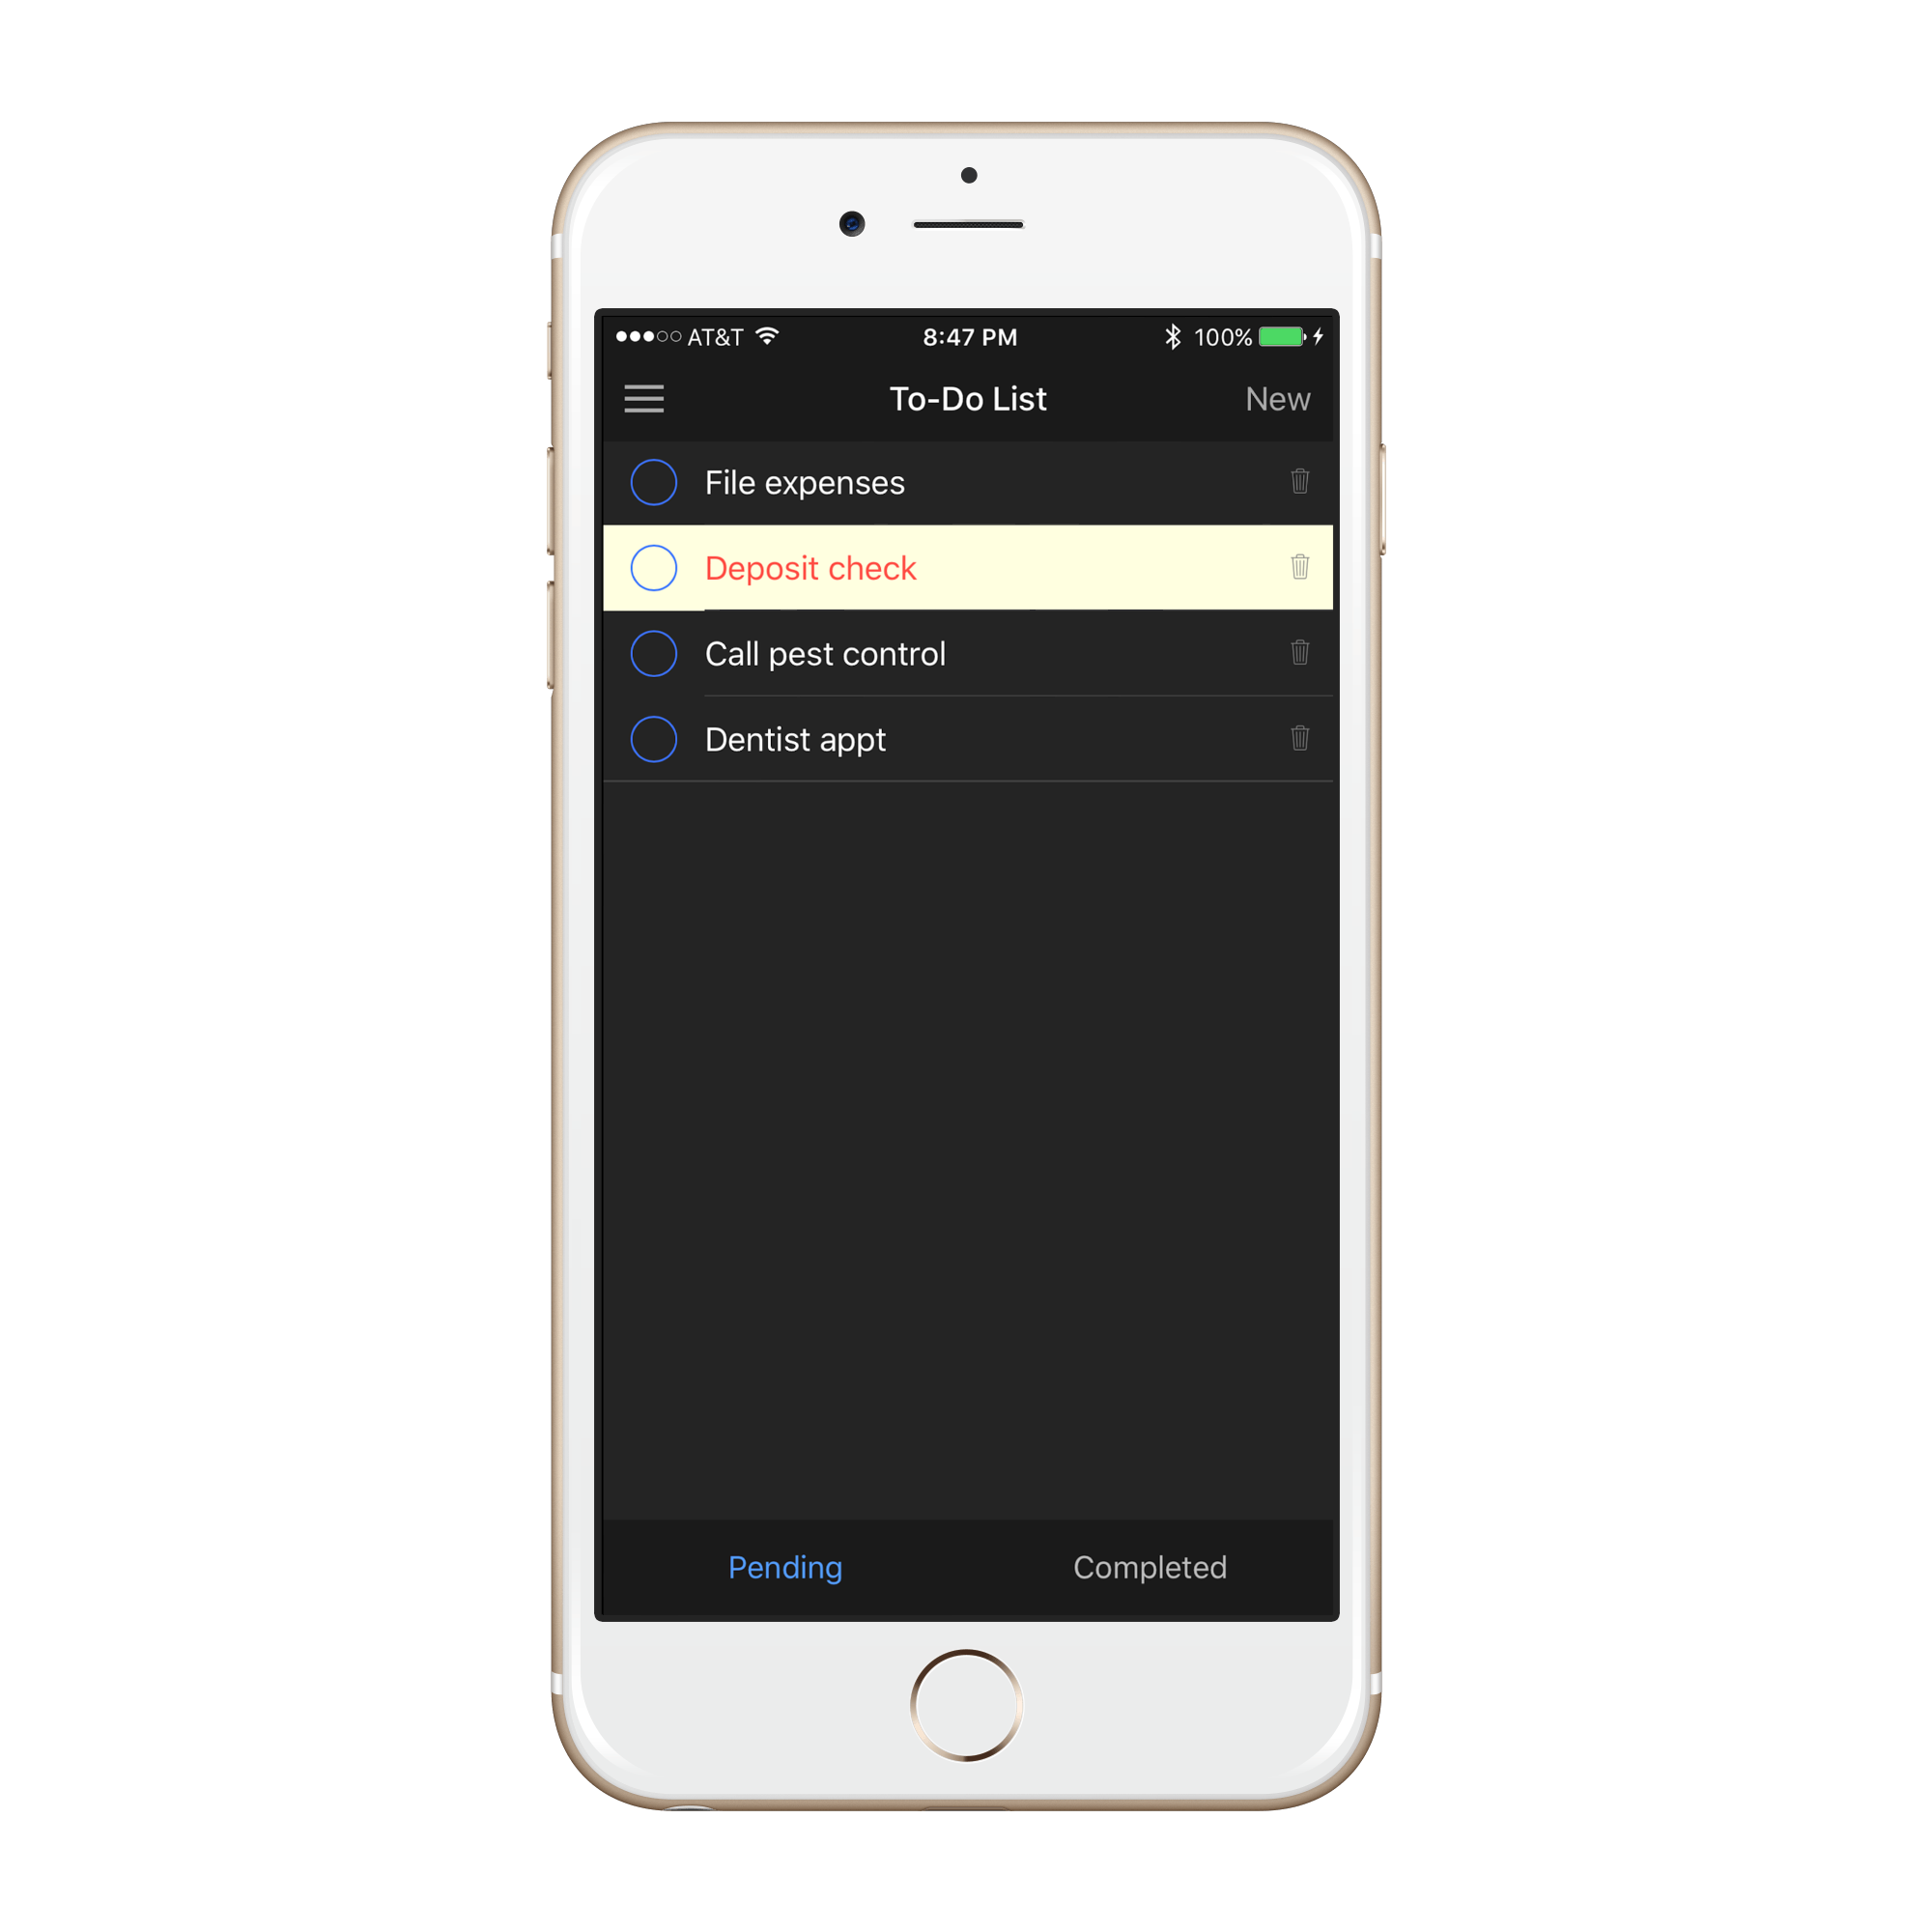 AT&T 8:47 PM 100%
To-Do List New
File expenses
Deposit check
Call pest control
Dentist appt
Pending Completed